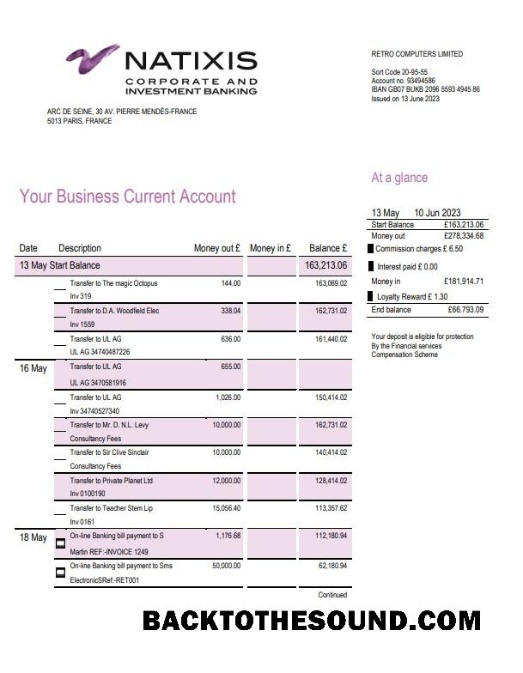 NATIXIS
CORPORATE AND
INVESTMENT BANKING
ARC DE SEINE, 30 AV. PIERRE MENDÈS-FRANCE
5013 PARIS, FRANCE
RETRO COMPUTERS LIMITED
Sort Code 20-95-55
Account no. 93494586
IBAN GB07 BUKB 2096 5593 4945 86
Issued on 13 June 2023
At a glance
13 May 10 Jun 2023
Start Balance £163,213.06
Money out £278,334.68
Commission charges £ 6.50
Interest paid £ 0.00
Money in £181,914.71
Loyalty Reward £ 1.30
End balance £66.793.09
Your deposit is eligible for protection
By the Financial services
Compensation Scheme
Your Business Current Account
Date Description Money out £ Money in £ Balance £
13 May Start Balance 163,213.06
Transfer to The magic Octopus 144.00 163,069.02
Inv 319
Transfer to D.A. Woodfield Elec 338.04 162,731.02
Inv 1559
Transfer to UL AG 636.00 161,440.02
UL AG 34740487226
16 May Transfer to UL AG 655.00
UL AG 3470581916
Transfer to UL AG 1,026.00 150,414.02
Inv 34740527340
Transfer to Mr. D. N.L. Levy 10,000.00 162,731.02
Consultancy Fees
Transfer to Sir Clive Sinclair 10,000.00 140,414.02
Consultancy Fees
Transfer to Private Planet Ltd 12,000.00 128,414.02
Inv 0100190
Transfer to Teacher Stem Lip 15,056.40 113,357.62
Inv 0161
18 May On-line Banking bill payment to S 1,176.68 112,180.94
Martin REF:-INVOICE 1249
On-line Banking bill payment to Sms 50,000.00 62,180.94
ElectronicSRef:-RET001
Continued
BACKTOTHESOUND.COM